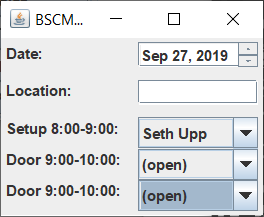 BSCM...
Date: Sep 27, 2019
Location:
Setup 8:00-9:00: Seth Upp
Door 9:00-10:00: (open)
Door 9:00-10:00: (open)